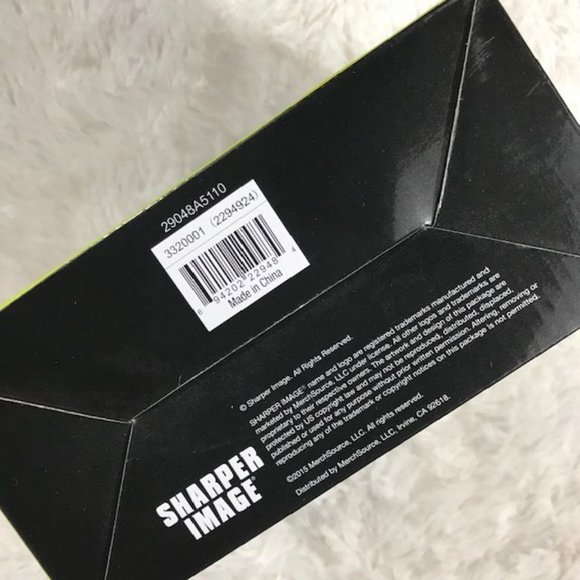 29048A5110
3320001 (2294924)
6 94202 22948 4
Made in China
© Sharper Image. All Rights Reserved.
SHARPER IMAGE® name and logo are registered trademarks manufactured and
marketed by MerchSource, LLC under license. All other logos and trademarks are
proprietary to their respective owners. The artwork and design of this package are
protected by US copyright law and may not be reproduced, distributed, displaced,
published or used for any purpose without prior written permission. Altering, removing or
reproducing any of the trademark or copyright notices on this package is not permitted.
©2015 MerchSource, LLC. All rights reserved.
Distributed by MerchSource, LLC, Irvine, CA 92618.
SHARPER
IMAGE®